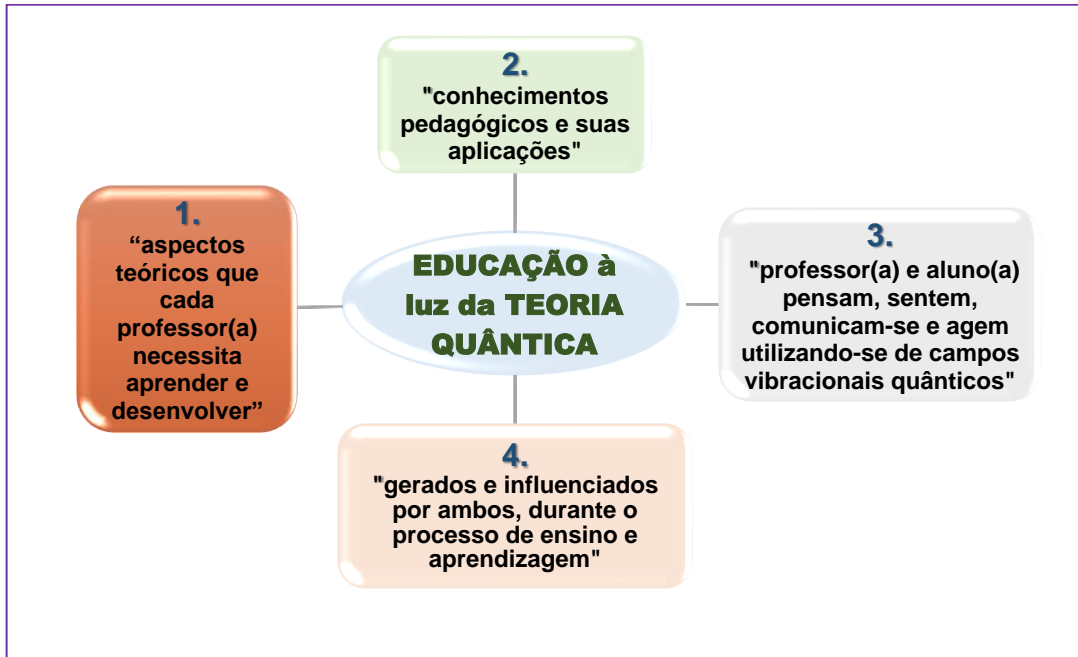 2.
"conhecimentos
pedagógicos e suas
aplicações"
1.
“aspectos
teóricos que
cada
professor(a)
necessita
aprender e
desenvolver”
EDUCAÇÃO à
luz da TEORIA
QUÂNTICA
3.
"professor(a) e aluno(a)
pensam, sentem,
comunicam-se e agem
utilizando-se de campos
vibracionais quânticos"
4.
"gerados e influenciados
por ambos, durante o
processo de ensino e
aprendizagem"